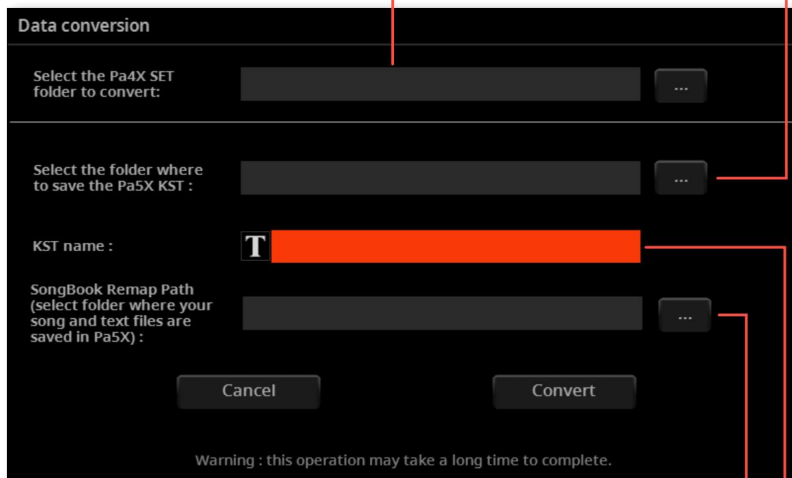 Data conversion
Select the Pa4X SET
folder to convert:
...
Select the folder where
to save the Pa5X KST :
...
KST name :
T
SongBook Remap Path
(select folder where your
song and text files are
saved in Pa5X) :
...
Cancel
Convert
Warning : this operation may take a long time to complete.